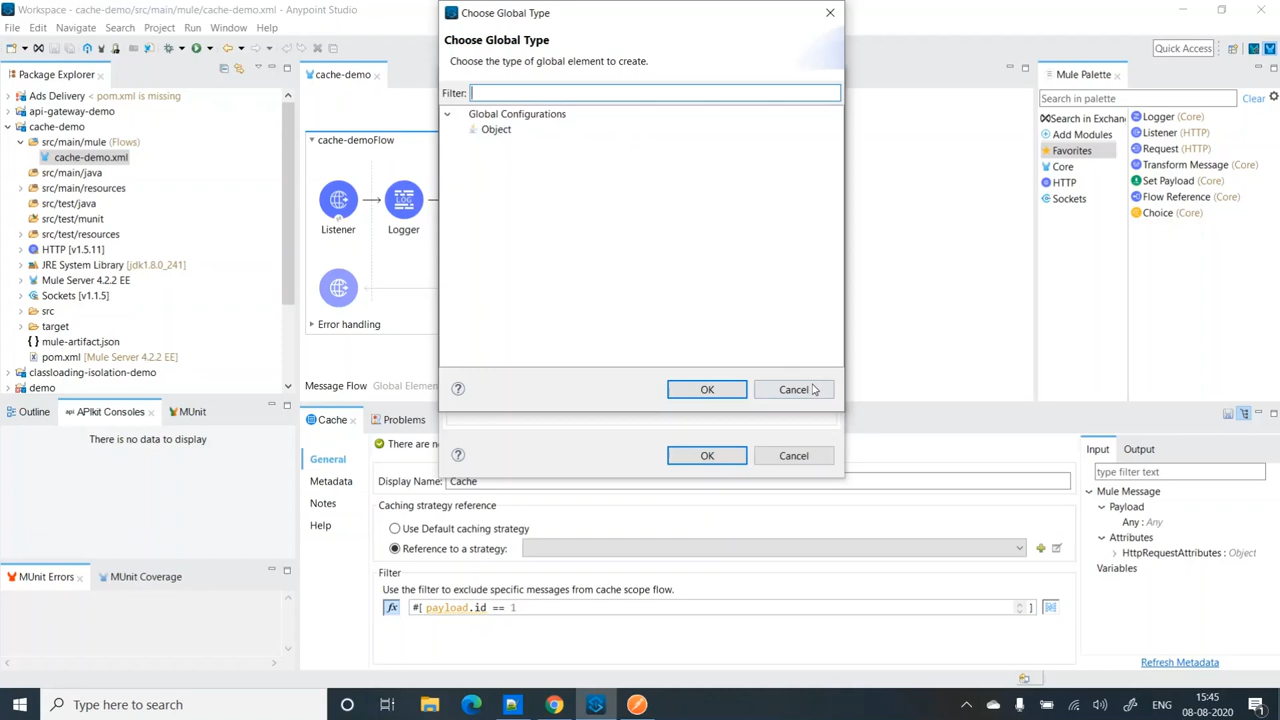 Workspace - cache-demo/src/main/mule/cache-demo.xml - Anypoint Studio
File Edit Navigate Search Project Run Window Help
Quick Access
Package Explorer
Ads Delivery < pom.xml is missing
api-gateway-demo
cache-demo
src/main/mule (Flows)
cache-demo.xml
src/main/java
src/main/resources
src/test/java
src/test/munit
src/test/resources
HTTP [v1.5.11]
JRE System Library [jdk1.8.0_241]
Mule Server 4.2.2 EE
Sockets [v1.1.5]
src
target
mule-artifact.json
pom.xml [Mule Server 4.2.2 EE]
classloading-isolation-demo
demo
Outline
APIkit Consoles
MUnit
There is no data to display
MUnit Errors
MUnit Coverage
cache-demo
cache-demoFlow
Listener
LOG
Logger
Error handling
Message Flow Global Elemen
Choose Global Type
Choose Global Type
Choose the type of global element to create.
Filter:
Global Configurations
Object
OK
Cancel
OK
Cancel
Cache
Problems
There are n
General
Metadata
Notes
Help
Display Name: Cache
Caching strategy reference
Use Default caching strategy
Reference to a strategy:
Filter
Use the filter to exclude specific messages from cache scope flow.
fx #[ payload.id == 1 ]
Mule Palette
Search in palette
Clear
Search in Exchan
Add Modules
Favorites
Core
HTTP
Sockets
Logger (Core)
Listener (HTTP)
Request (HTTP)
Transform Message (Core)
Set Payload (Core)
Flow Reference (Core)
Choice (Core)
Input
Output
type filter text
Mule Message
Payload
Any : Any
Attributes
HttpRequestAttributes : Object
Variables
Refresh Metadata
Type here to search
ENG
15:45
08-08-2020
1